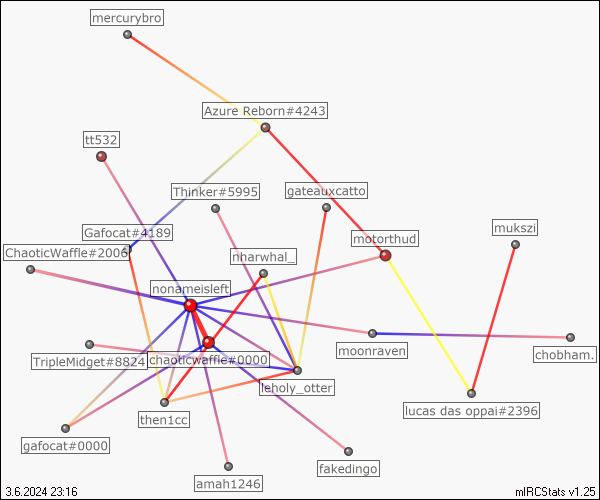 mercurybro
Azure Reborn#4243
tt532
Thinker#5995
gateauxcatto
mukszi
Gafocat#4189
motorthud
ChaoticWaffle#2006
nharwhal_
nonameisleft
moonraven
chobham.
TripleMidget#8824
chaoticwaffle#0000
leholy_otter
lucas das oppai#2396
then1cc
gafocat#0000
fakedingo
amah1246
3.6.2024 23:16
mIRCStats v1.25